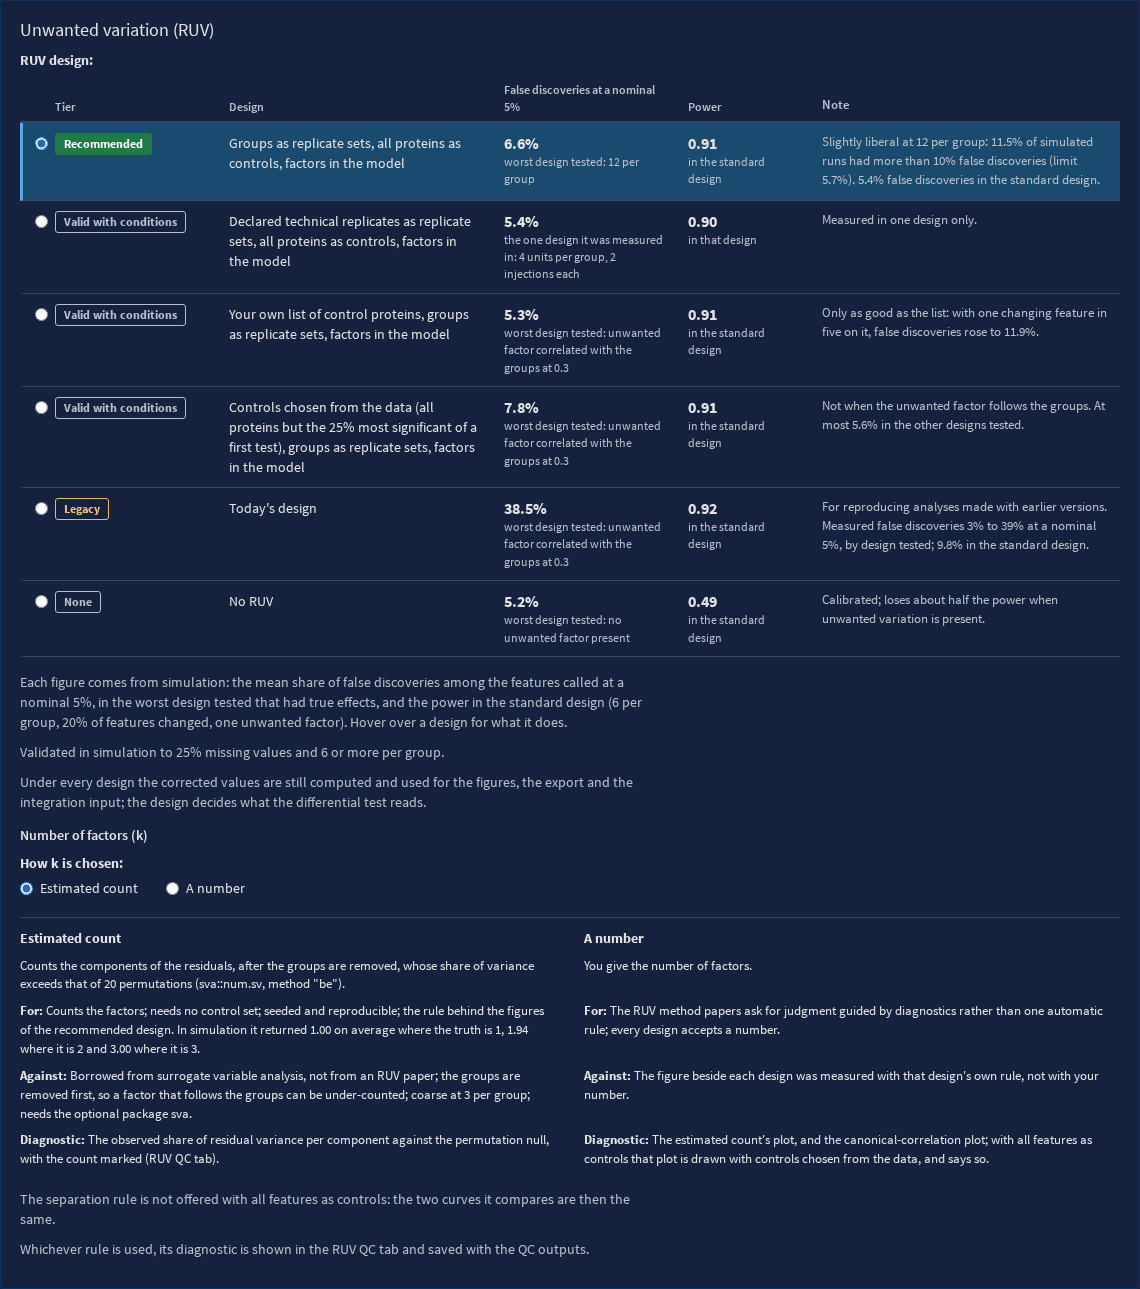 Unwanted variation (RUV)
RUV design:
Tier
Design
False discoveries at a nominal
5%
Power
Note
Recommended
Groups as replicate sets, all proteins as
controls, factors in the model
6.6%
worst design tested: 12 per
group
0.91
in the standard
design
Slightly liberal at 12 per group: 11.5% of simulated
runs had more than 10% false discoveries (limit
5.7%). 5.4% false discoveries in the standard design.
Valid with conditions
Declared technical replicates as replicate
sets, all proteins as controls, factors in
the model
5.4%
the one design it was measured
in: 4 units per group, 2
injections each
0.90
in that design
Measured in one design only.
Valid with conditions
Your own list of control proteins, groups
as replicate sets, factors in the model
5.3%
worst design tested: unwanted
factor correlated with the
groups at 0.3
0.91
in the standard
design
Only as good as the list: with one changing feature in
five on it, false discoveries rose to 11.9%.
Valid with conditions
Controls chosen from the data (all
proteins but the 25% most significant of a
first test), groups as replicate sets, factors
in the model
7.8%
worst design tested: unwanted
factor correlated with the
groups at 0.3
0.91
in the standard
design
Not when the unwanted factor follows the groups. At
most 5.6% in the other designs tested.
Legacy
Today's design
38.5%
worst design tested: unwanted
factor correlated with the
groups at 0.3
0.92
in the standard
design
For reproducing analyses made with earlier versions.
Measured false discoveries 3% to 39% at a nominal
5%, by design tested; 9.8% in the standard design.
None
No RUV
5.2%
worst design tested: no
unwanted factor present
0.49
in the standard
design
Calibrated; loses about half the power when
unwanted variation is present.
Each figure comes from simulation: the mean share of false discoveries among the features called at a
nominal 5%, in the worst design tested that had true effects, and the power in the standard design (6 per
group, 20% of features changed, one unwanted factor). Hover over a design for what it does.
Validated in simulation to 25% missing values and 6 or more per group.
Under every design the corrected values are still computed and used for the figures, the export and the
integration input; the design decides what the differential test reads.
Number of factors (k)
How k is chosen:
Estimated count
A number
Estimated count
Counts the components of the residuals, after the groups are removed, whose share of variance
exceeds that of 20 permutations (sva::num.sv, method "be").
For: Counts the factors; needs no control set; seeded and reproducible; the rule behind the figures
of the recommended design. In simulation it returned 1.00 on average where the truth is 1, 1.94
where it is 2 and 3.00 where it is 3.
Against: Borrowed from surrogate variable analysis, not from an RUV paper; the groups are
removed first, so a factor that follows the groups can be under-counted; coarse at 3 per group;
needs the optional package sva.
Diagnostic: The observed share of residual variance per component against the permutation null,
with the count marked (RUV QC tab).
A number
You give the number of factors.
For: The RUV method papers ask for judgment guided by diagnostics rather than one automatic
rule; every design accepts a number.
Against: The figure beside each design was measured with that design's own rule, not with your
number.
Diagnostic: The estimated count's plot, and the canonical-correlation plot; with all features as
controls that plot is drawn with controls chosen from the data, and says so.
The separation rule is not offered with all features as controls: the two curves it compares are then the
same.
Whichever rule is used, its diagnostic is shown in the RUV QC tab and saved with the QC outputs.